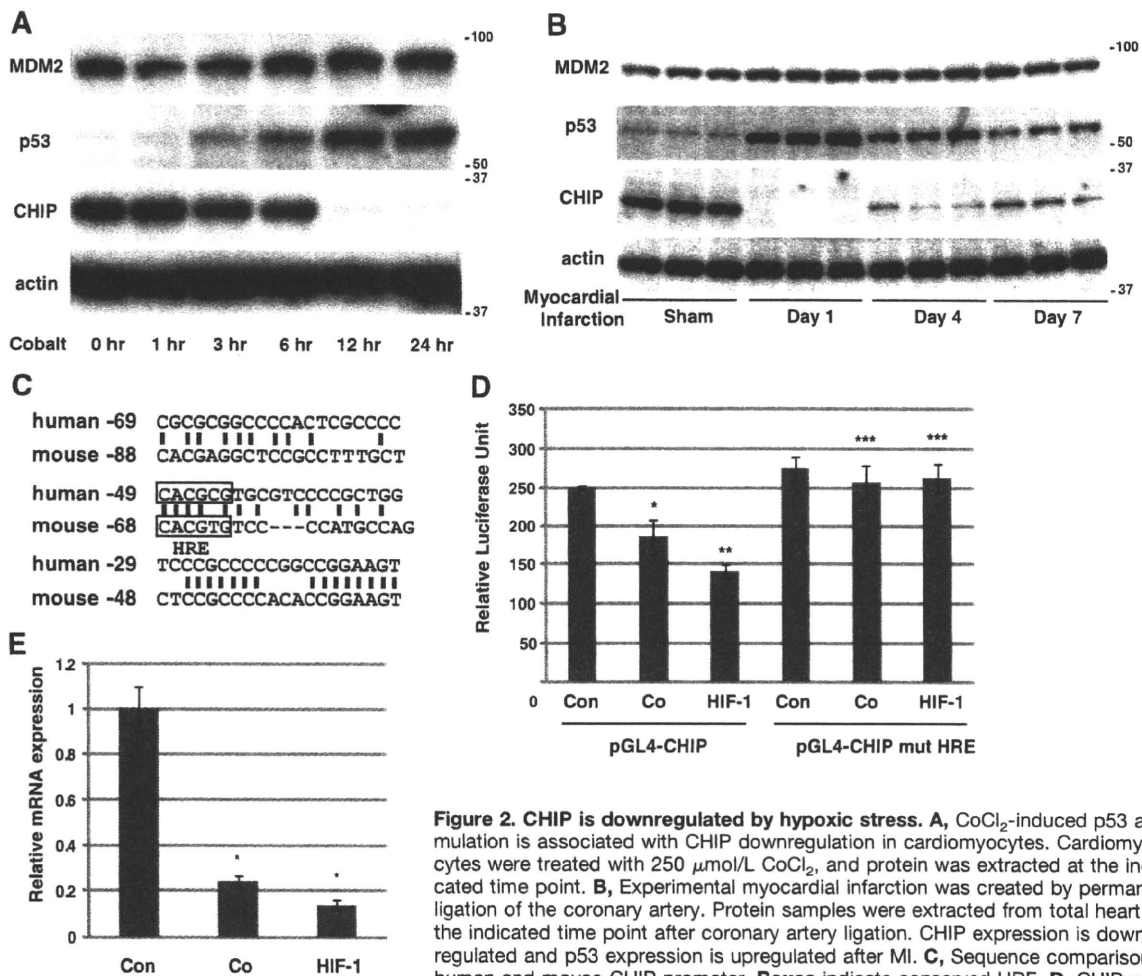 A
MDM2
-100
p53
-50
-37
CHIP
actin
-37
Cobalt 0 hr 1 hr 3 hr 6 hr 12 hr 24 hr
B
MDM2
-100
p53
-50
-37
CHIP
actin
-37
Myocardial Infarction
Sham Day 1 Day 4 Day 7
C
human -69 CGCGCGGCCCCACTCGCCCC
mouse -88 CACGAGGCTCCGCCTTTGCT
human -49 CACGCGTGCGTCCCCGCTGG
mouse -68 CACGTGTCC---CCATGCCAG
HRE
human -29 TCCCGCCCCCGGCCGGAAGT
mouse -48 CTCCGCCCCACACCGGAAGT
D
Relative Luciferase Unit
350
300
250
200
150
100
50
0
* ** *** ***
Con Co HIF-1 Con Co HIF-1
pGL4-CHIP pGL4-CHIP mut HRE
E
Relative mRNA expression
1.2
1
0.8
0.6
0.4
0.2
0
* *
Con Co HIF-1
Figure 2. CHIP is downregulated by hypoxic stress. A, CoCl2-induced p53 a
mulation is associated with CHIP downregulation in cardiomyocytes. Cardiomy
cytes were treated with 250 μmol/L CoCl2, and protein was extracted at the in
cated time point. B, Experimental myocardial infarction was created by perman
ligation of the coronary artery. Protein samples were extracted from total heart
the indicated time point after coronary artery ligation. CHIP expression is down
regulated and p53 expression is upregulated after MI. C, Sequence comparison
human and mouse CHIP promoter. Boxes indicate conserved HRE. D, CHIP